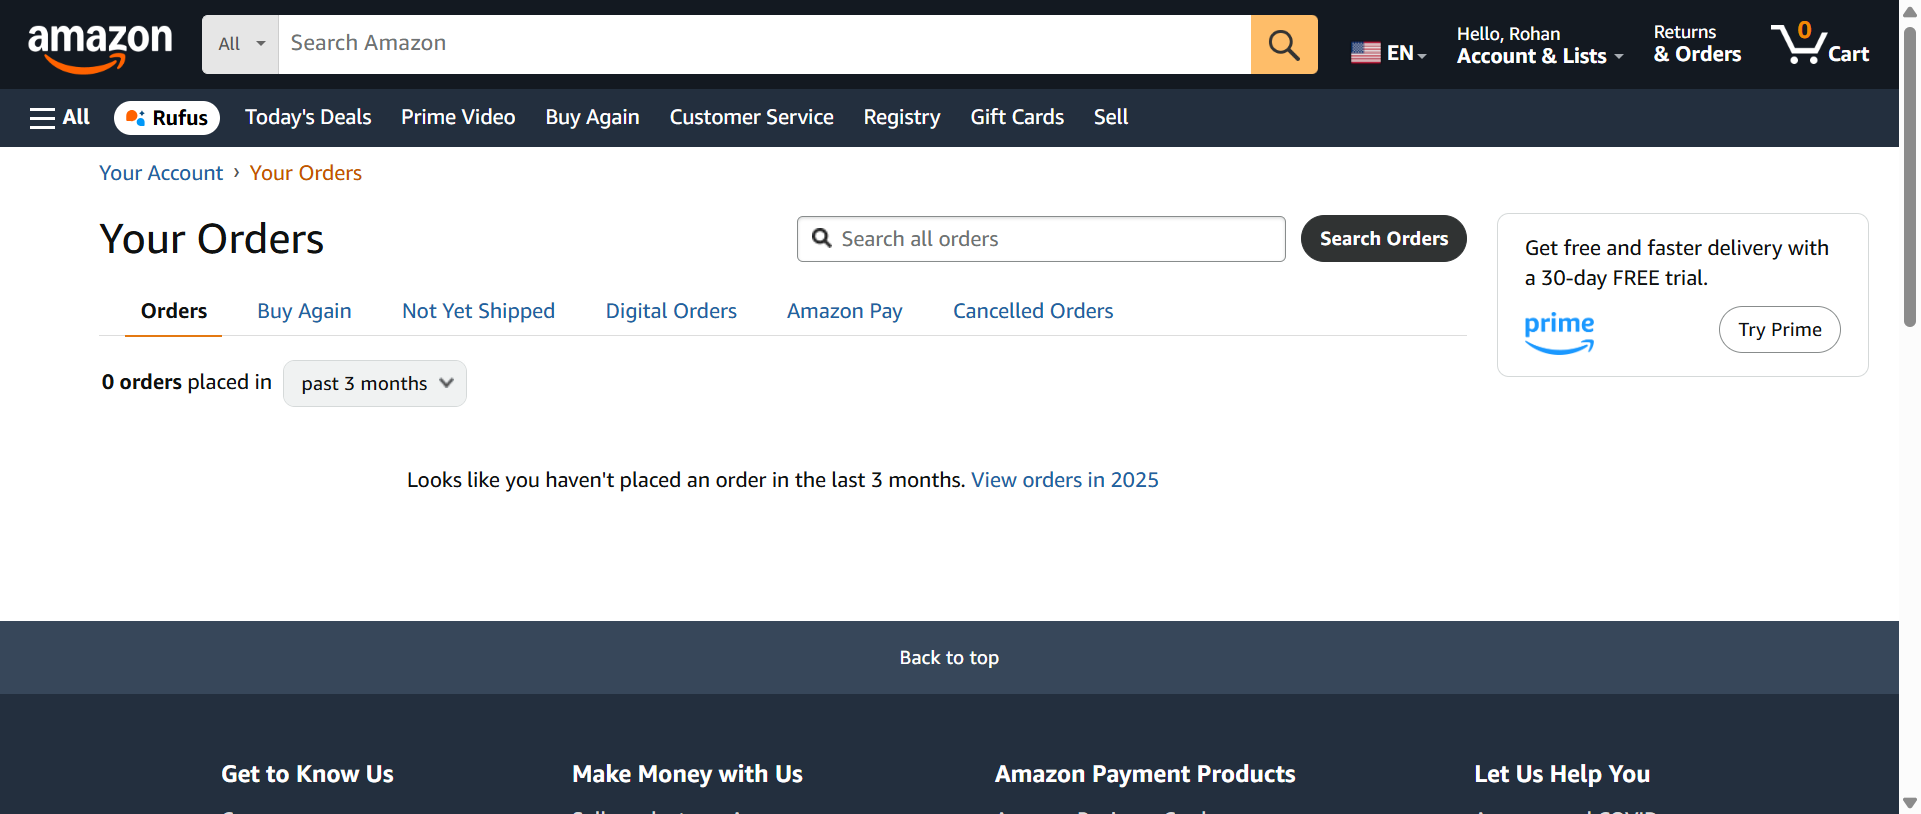 amazon
All
Search Amazon
EN
Hello, Rohan
Account & Lists
Returns
& Orders
0
Cart
All
Rufus
Today's Deals
Prime Video
Buy Again
Customer Service
Registry
Gift Cards
Sell
Your Account › Your Orders
Your Orders
Search all orders
Search Orders
Get free and faster delivery with
a 30-day FREE trial.
prime
Try Prime
Orders
Buy Again
Not Yet Shipped
Digital Orders
Amazon Pay
Cancelled Orders
0 orders placed in
past 3 months
Looks like you haven't placed an order in the last 3 months. View orders in 2025
Back to top
Get to Know Us
Make Money with Us
Amazon Payment Products
Let Us Help You